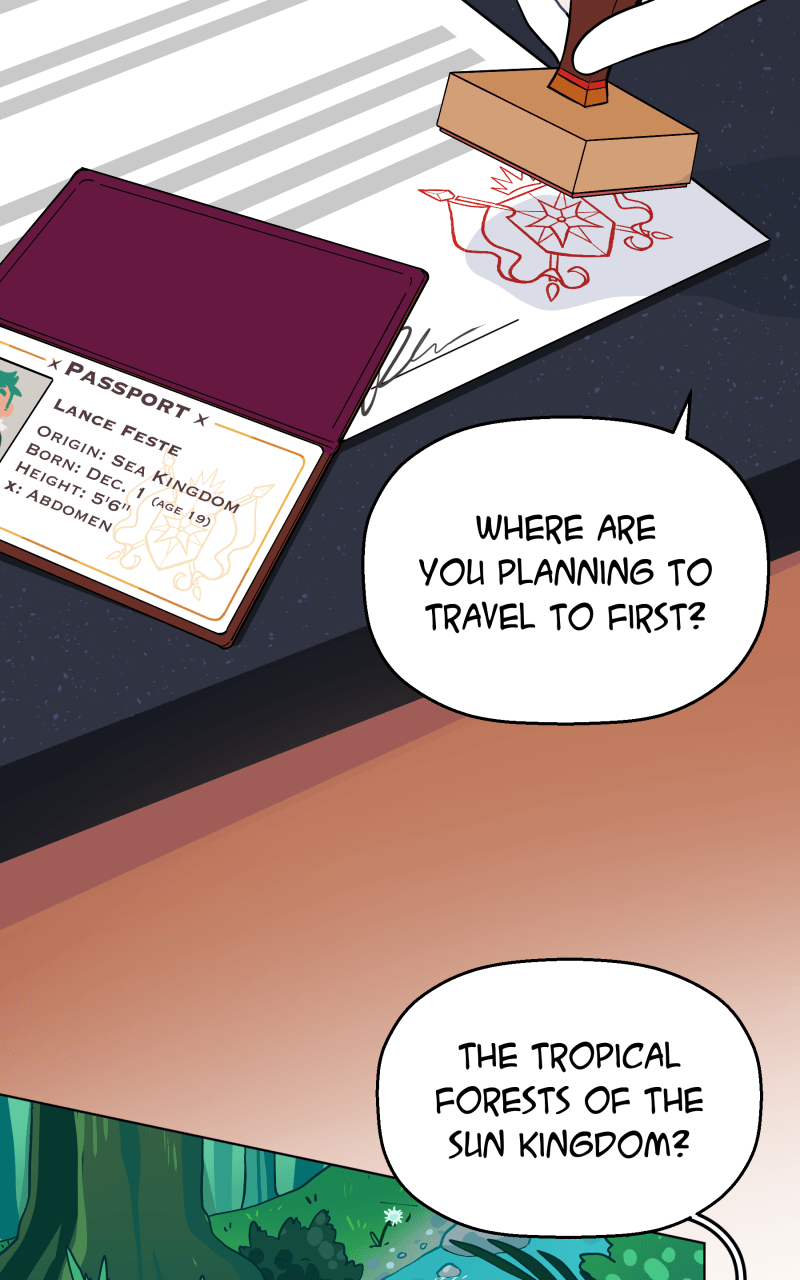 x PASSPORT x
LANCE FESTE
ORIGIN: SEA KINGDOM
BORN: DEC. 1 (AGE 19)
HEIGHT: 5'6"
x: ABDOMEN
WHERE ARE
YOU PLANNING TO
TRAVEL TO FIRST?
THE TROPICAL
FORESTS OF THE
SUN KINGDOM?